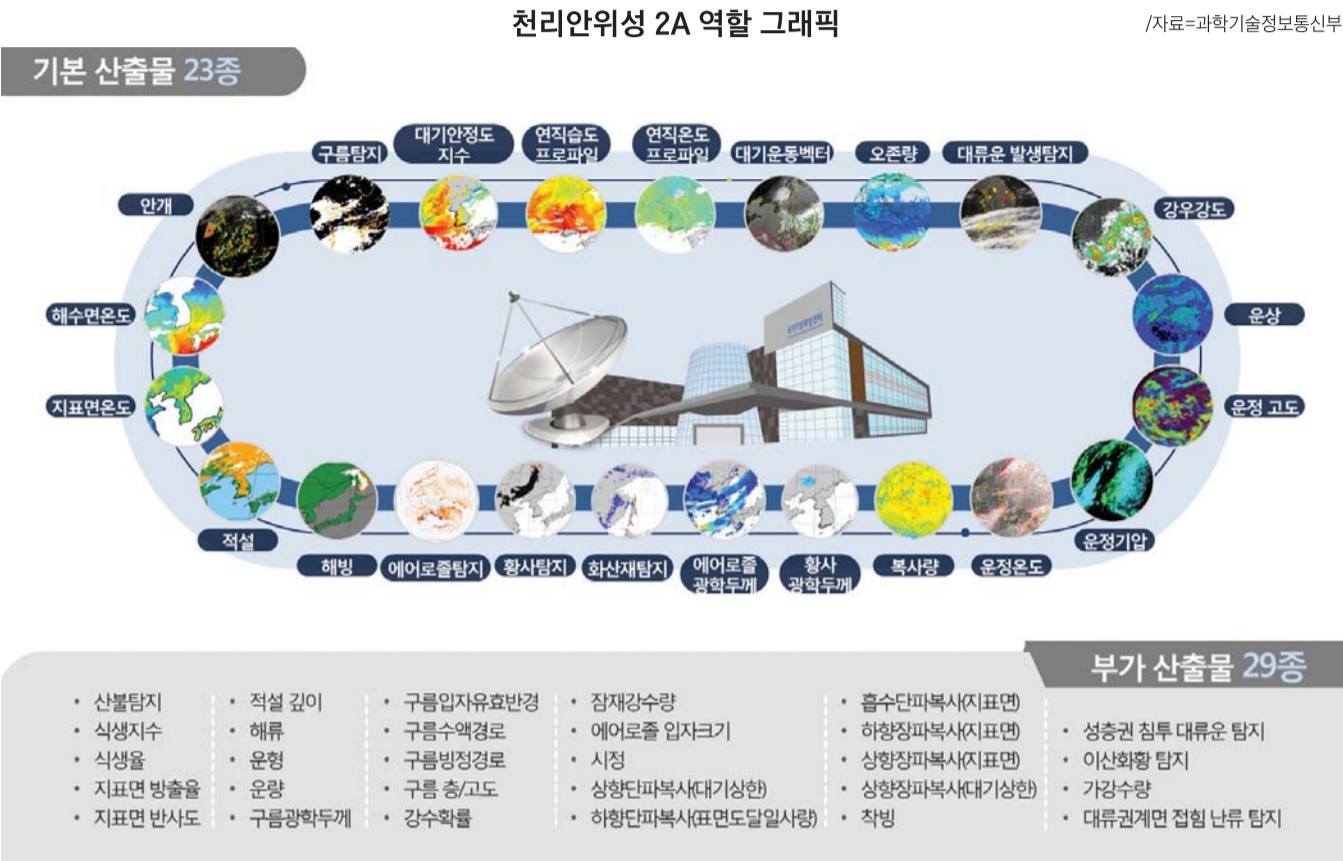 천리안위성 2A 역할 그래픽
/자료=과학기술정보통신부
기본 산출물 23종
구름탐지
대기안정도
지수
연직습도
프로파일
연직온도
프로파일
대기운동벡터
오존량
대류운 발생탐지
안개
강우강도
해수면온도
운상
지표면온도
운정 고도
적설
운정기압
해빙
에어로졸탐지
황사탐지
화산재탐지
에어로졸
광학두께
황사
광학두께
복사량
운정온도
부가 산출물 29종
• 산불탐지
• 식생지수
• 식생율
• 지표면 방출율
• 지표면 반사도
• 적설 깊이
• 해류
• 운형
• 운량
• 구름광학두께
• 구름입자유효반경
• 구름수액경로
• 구름빙정경로
• 구름 층/고도
• 강수확률
• 잠재강수량
• 에어로졸 입자크기
• 시정
• 상향단파복사(대기상한)
• 하향단파복사(표면도달일사량)
• 흡수단파복사(지표면)
• 하향장파복사(지표면)
• 상향장파복사(지표면)
• 상향장파복사(대기상한)
• 착빙
• 성층권 침투 대류운 탐지
• 이산화황 탐지
• 가강수량
• 대류권계면 접힘 난류 탐지